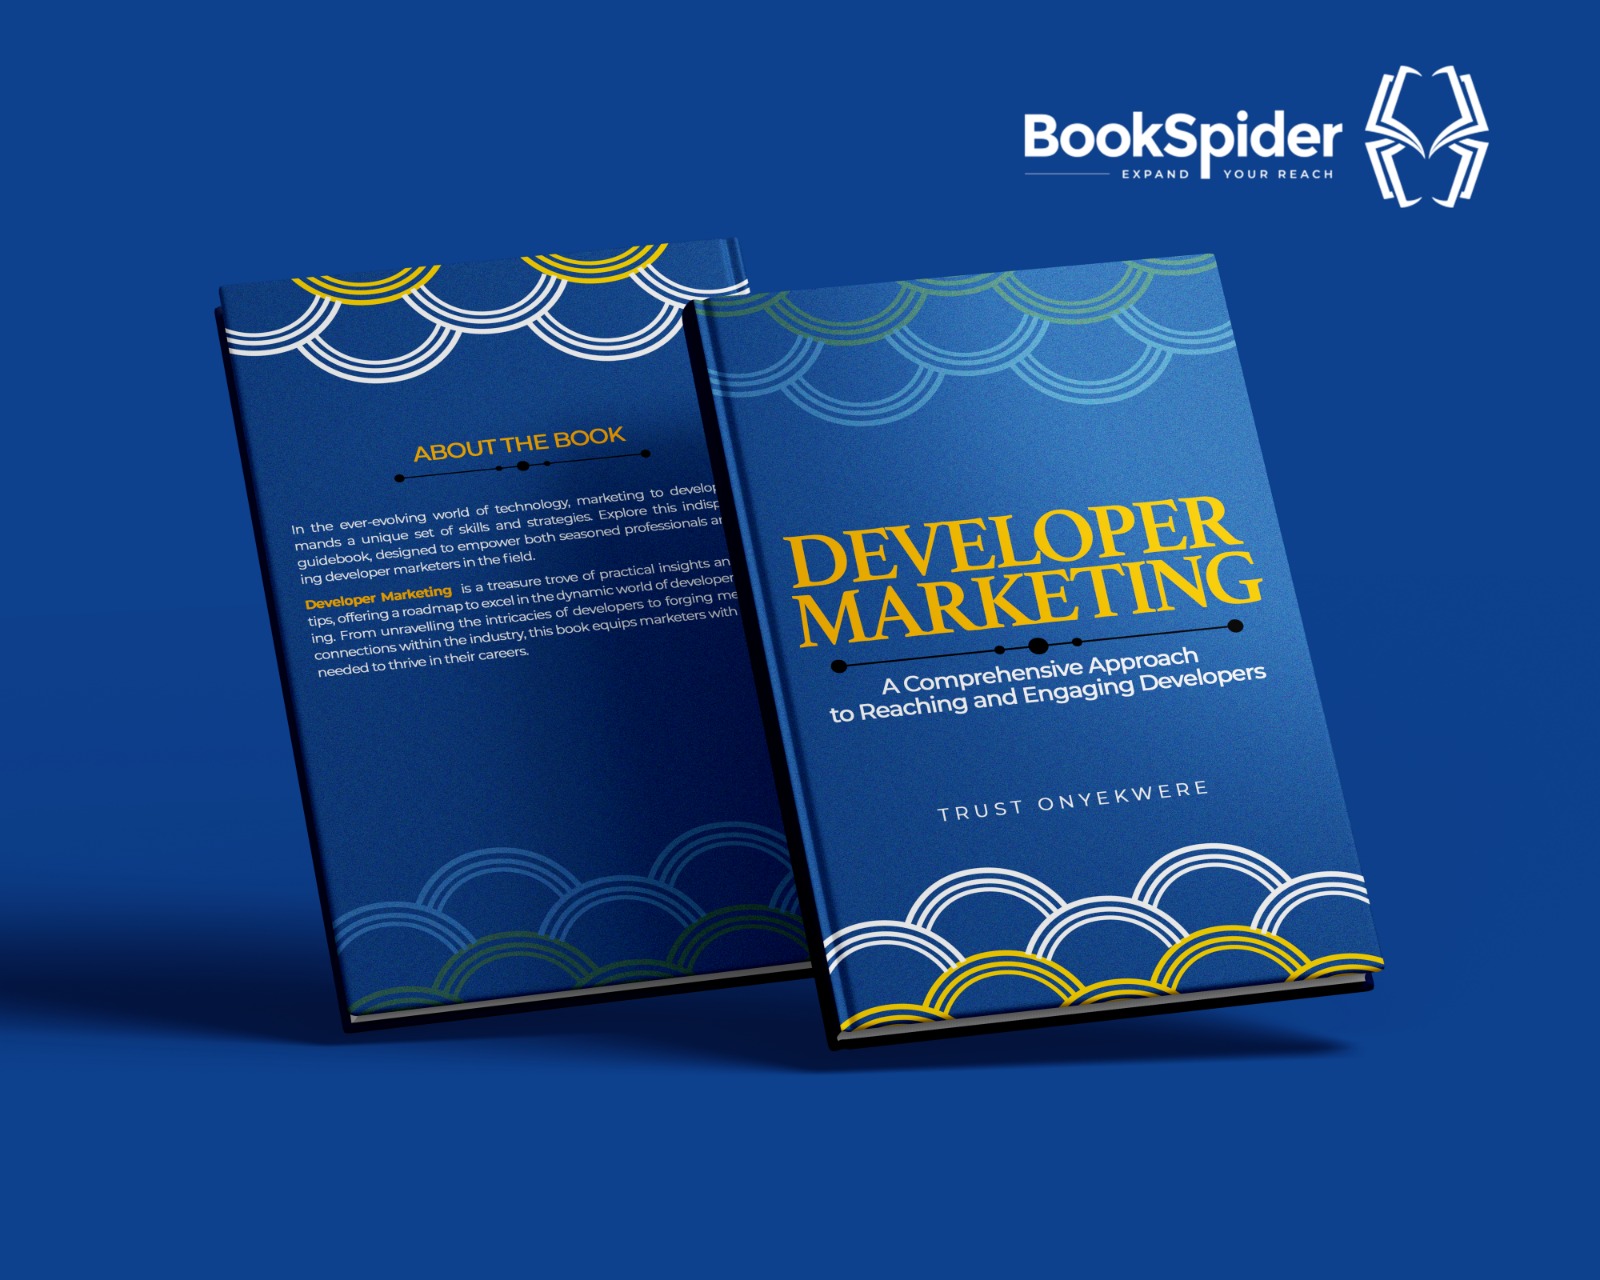 BookSpider
EXPAND YOUR REACH
ABOUT THE BOOK
In the ever-evolving world of technology, marketing to
mands a unique set of skills and strategies. Explore this
guidebook, designed to empower both seasoned professionals
ing developer marketers in the field.
Developer Marketing is a treasure trove of practical insights
tips, offering a roadmap to excel in the dynamic world of developer
ing. From unravelling the intricacies of developers to forging
connections within the industry, this book equips marketers with
needed to thrive in their careers.
DEVELOPER
MARKETING
A Comprehensive Approach
to Reaching and Engaging Developers
TRUST ONYEKWERE